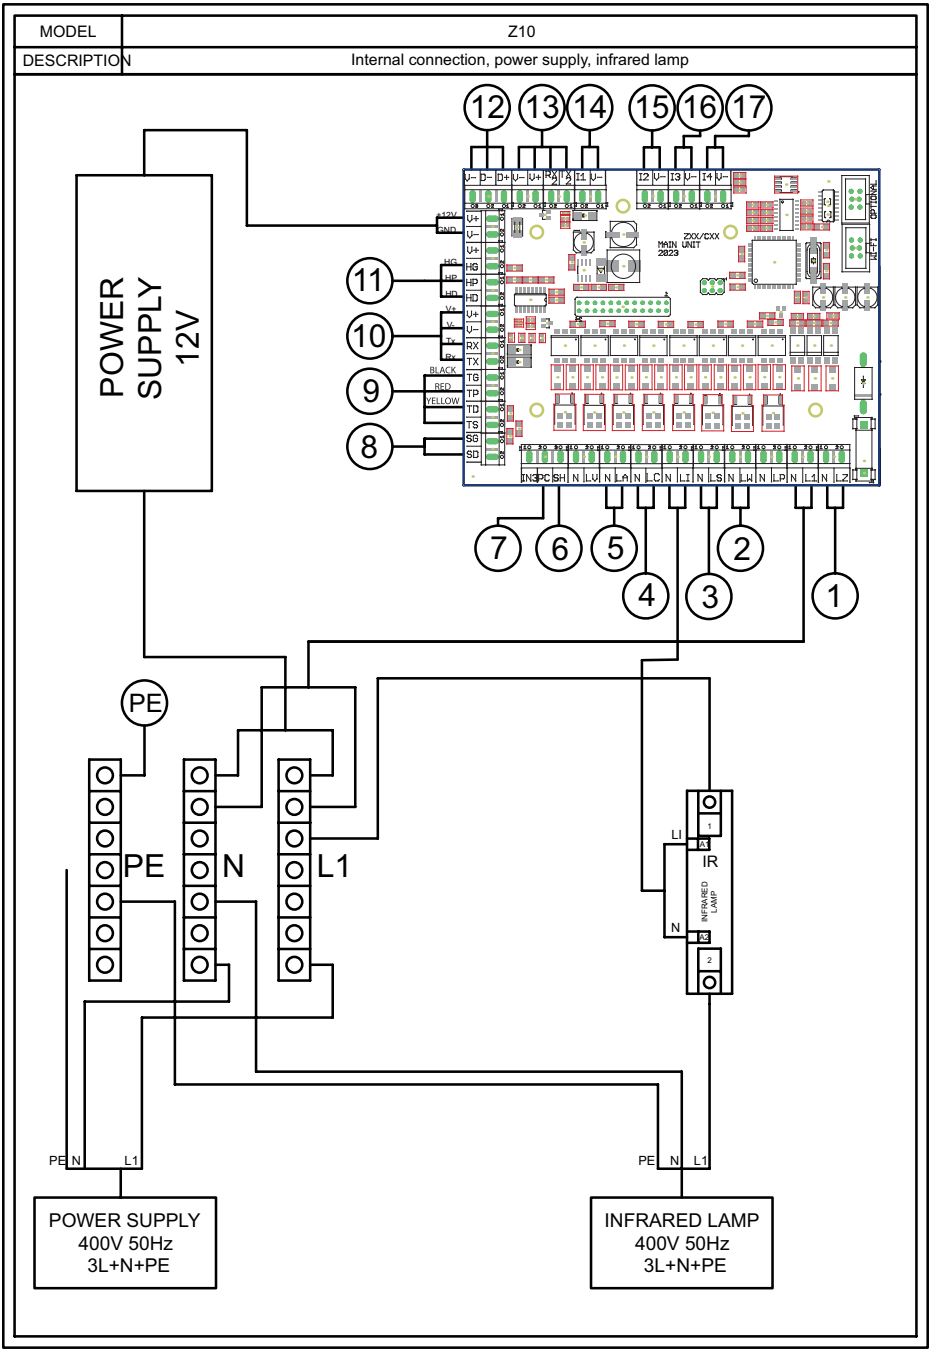 MODEL Z10
DESCRIPTION Internal connection, power supply, infrared lamp
12 13 14 15 16 17
V- D- D+ V- V+ RX2 TX2 I1 V- I2 V- I3 V- I4 V-
POWER SUPPLY 12V
+12V V+
GND V-
V+
HG HG
HP HP
HD HD
11
V+ V+
V- V-
Tx RX
Rx TX
10
BLACK TG
RED TP
YELLOW TD
TS
9
SG
SD
8
ZXX/CXX
MAIN UNIT
2023
OPTIONAL
WI-FI
IN3 PC SH N LV N LA N LC N LI N LS N LW N LP N L1 N LZ
7 6 5 2
4 3 1
PE
PE N L1
1
LI A1
IR
INFRARED
LAMP
N A2
2
PE N L1
PE N L1
POWER SUPPLY
400V 50Hz
3L+N+PE
INFRARED LAMP
400V 50Hz
3L+N+PE